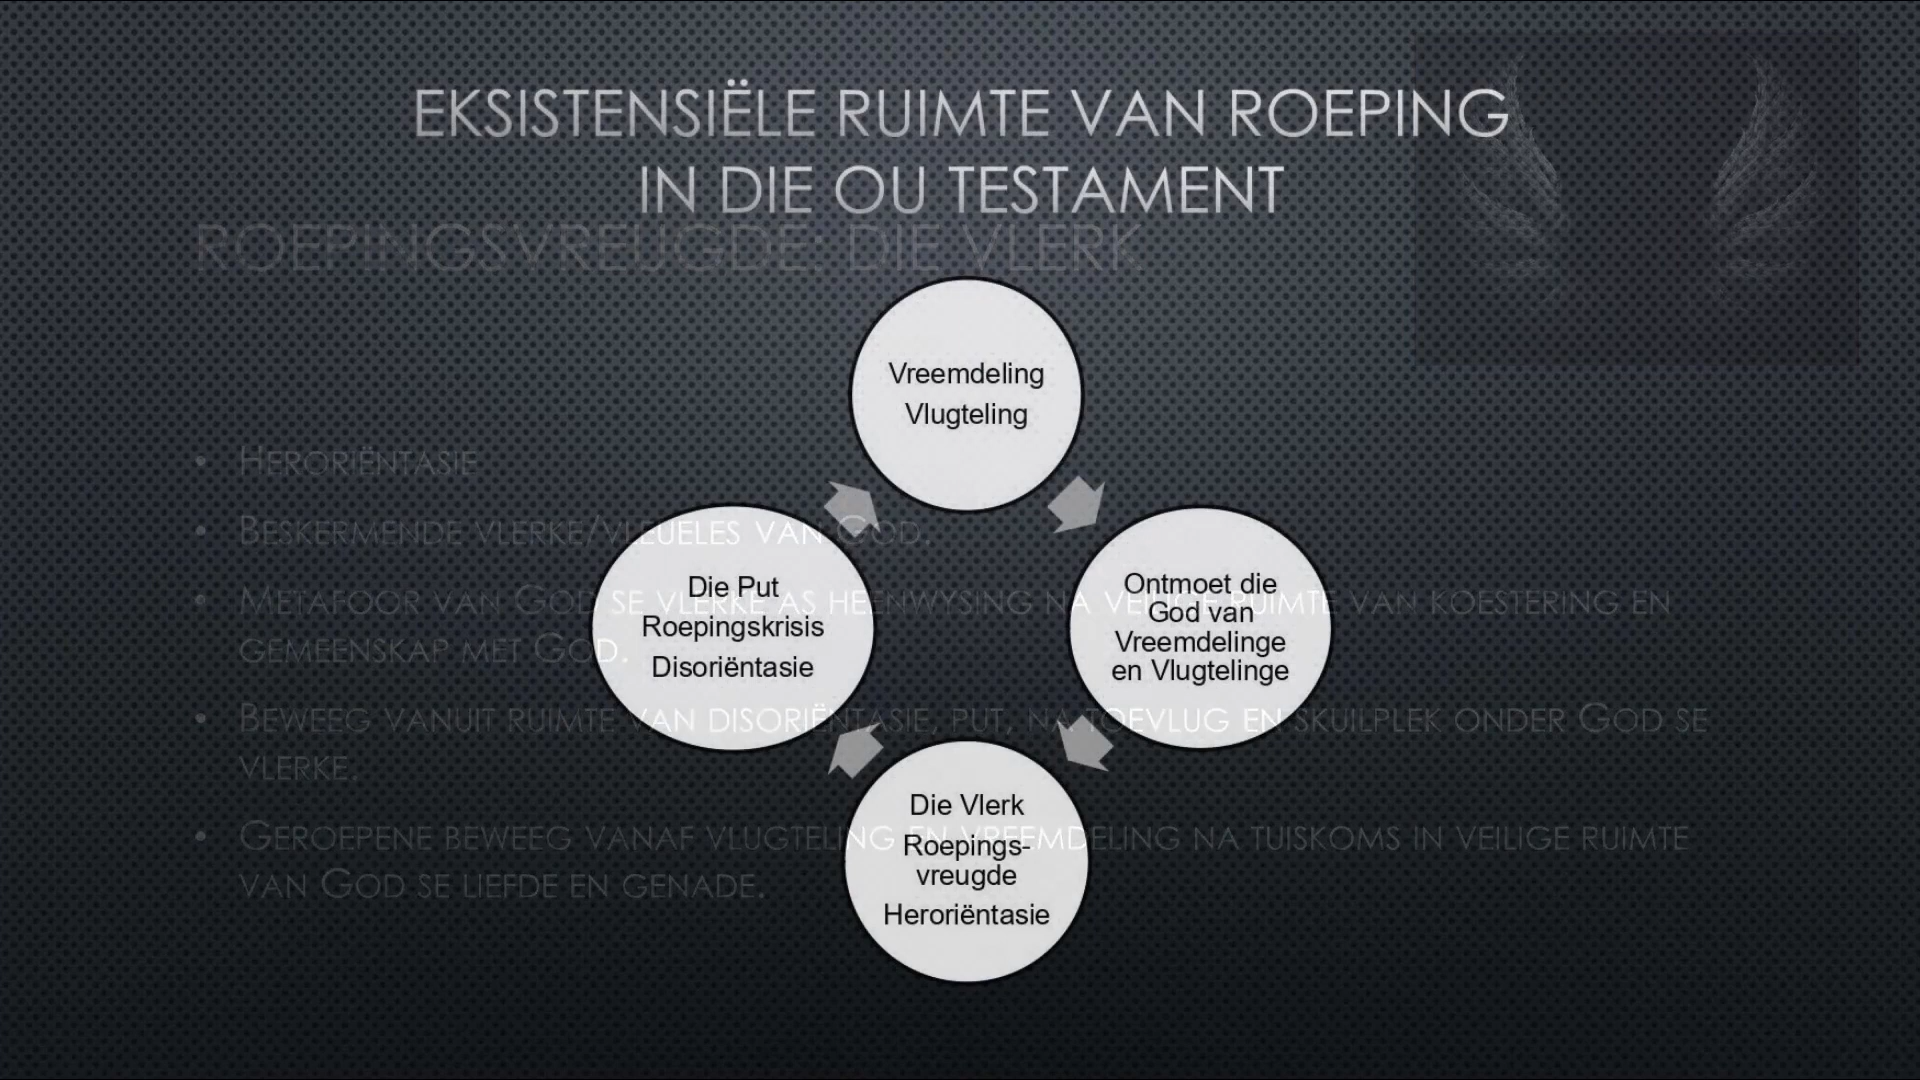 EKSISTENSIËLE RUIMTE VAN ROEPING
IN DIE OU TESTAMENT
ROEPINGSVREUGDE: DIE VLERK
Vreemdeling
Vlugteling
Ontmoet die
God van
Vreemdelinge
en Vlugtelinge
Die Vlerk
Roepings-
vreugde
Heroriëntasie
Die Put
Roepingskrisis
Disoriëntasie
• HERORIËNTASIE
• BESKERMENDE VLERKE/VLEUELES VAN GOD.
• METAFOOR VAN GOD SE VLERKE AS HEENWYSING NA VEILIGE RUIMTE VAN KOESTERING EN
GEMEENSKAP MET GOD.
• BEWEEG VANUIT RUIMTE VAN DISORIËNTASIE, PUT, NA TOEVLUG EN SKUILPLEK ONDER GOD SE
VLERKE.
• GEROEPENE BEWEEG VANAF VLUGTELING EN VREEMDELING NA TUISKOMS IN VEILIGE RUIMTE
VAN GOD SE LIEFDE EN GENADE.